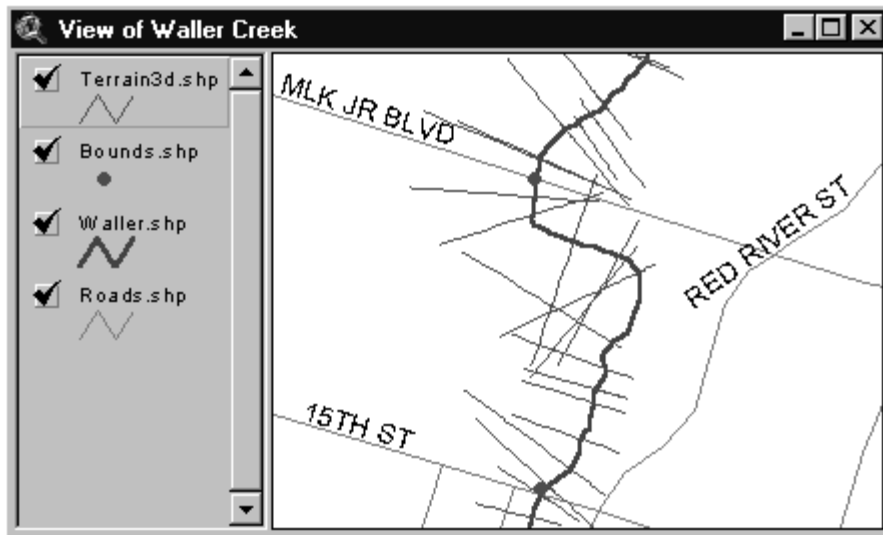 View of Waller Creek
Terrain3d.shp
Bounds.shp
Waller.shp
Roads.shp
MLK JR BLVD
RED RIVER ST
15TH ST